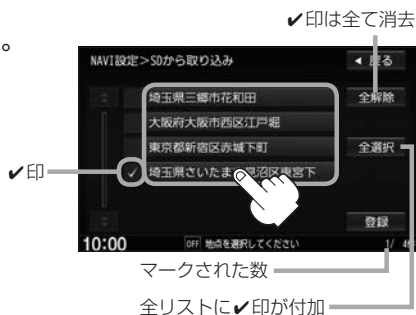 ✔印は全て消去
。
NAVI設定>SDから取り込み
◀ 戻る
埼玉県三郷市花和田
全解除
大阪府大阪市西区江戸堀
東京都新宿区赤城下町
全選択
✔印
✓ 埼玉県さいたま 見沼区東宮下
登録
10:00
OFF 地点を選択してください
1/
マークされた数
全リストに✔印が付加